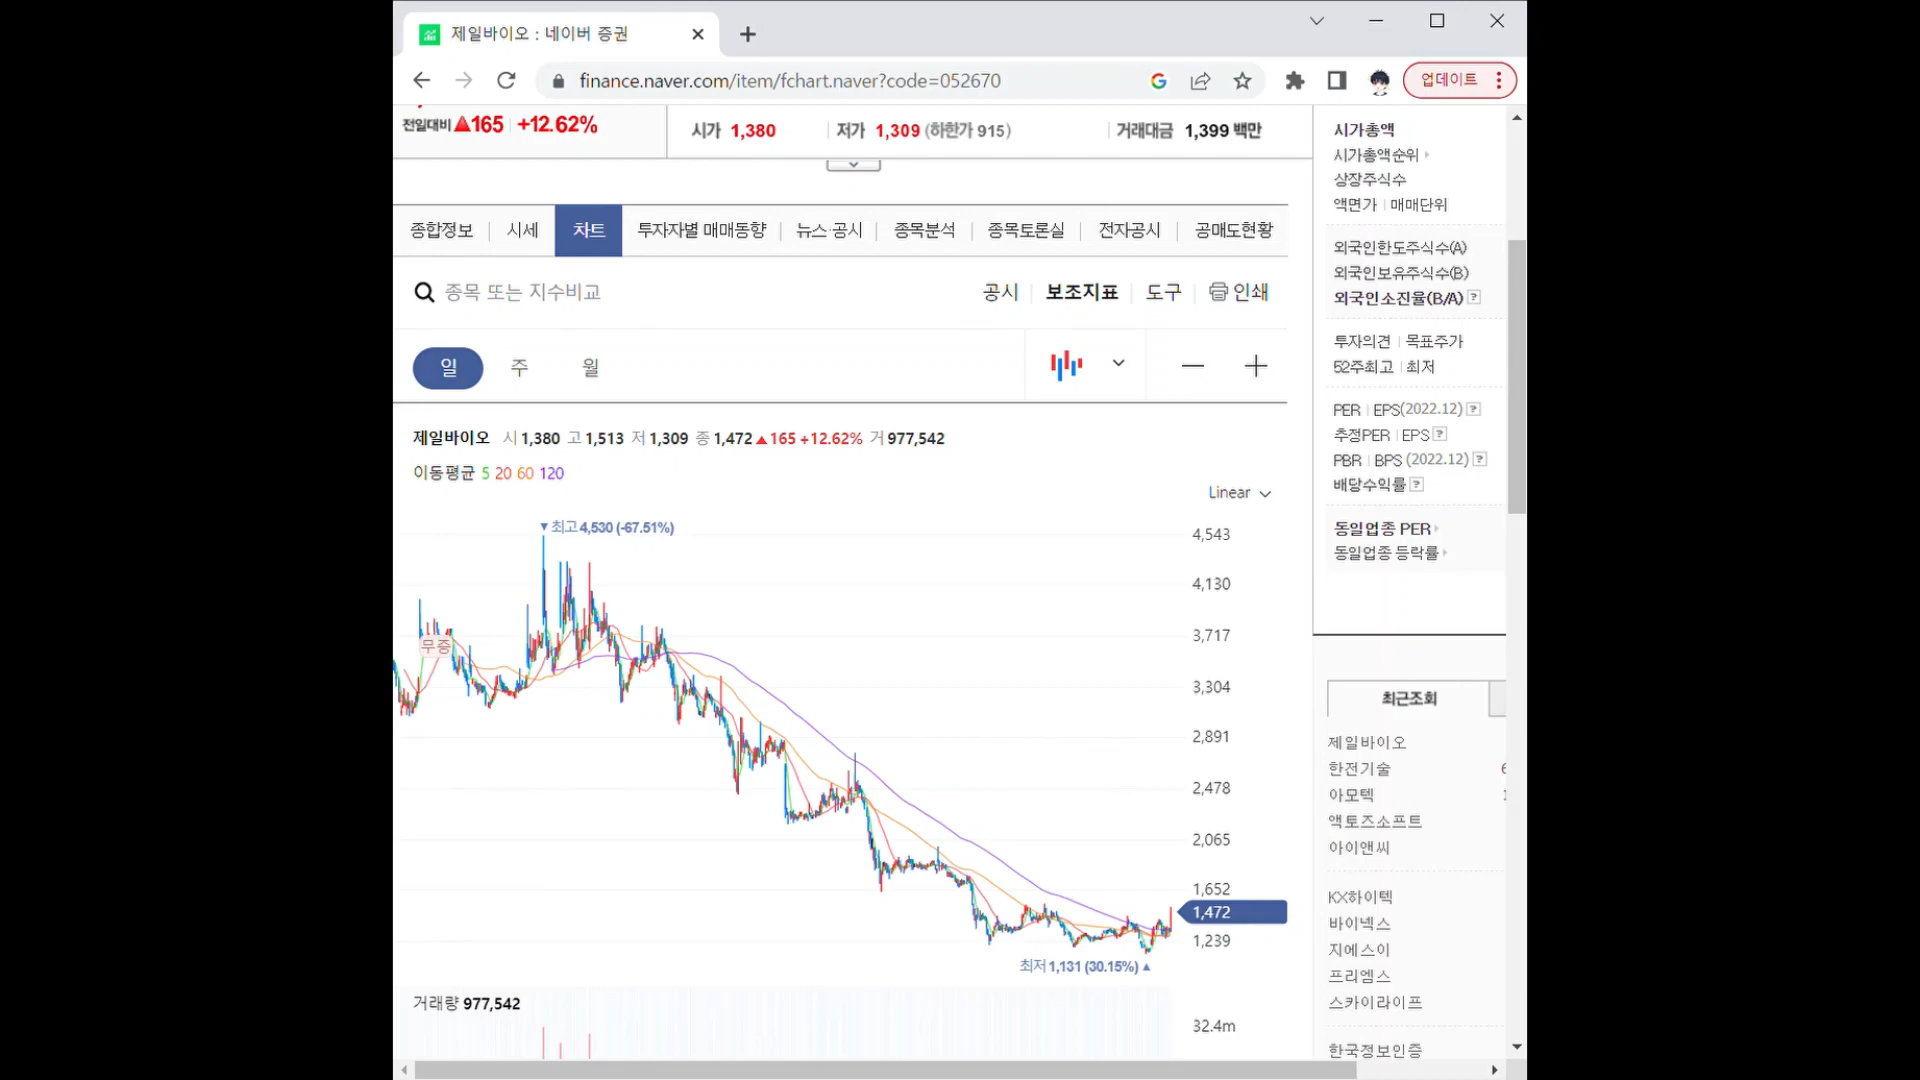 제일바이오 : 네이버 증권
finance.naver.com/item/fchart.naver?code=052670
업데이트
전일대비 ▲165 +12.62%
시가 1,380
저가 1,309 (하한가 915)
거래대금 1,399 백만
종합정보 시세 차트 투자자별 매매동향 뉴스·공시 종목분석 종목토론실 전자공시 공매도현황
종목 또는 지수비교
공시 보조지표 도구 인쇄
일 주 월
제일바이오 시 1,380 고 1,513 저 1,309 종 1,472 ▲165 +12.62% 거 977,542
이동평균 5 20 60 120
Linear
▼최고 4,530 (-67.51%)
무증
4,543
4,130
3,717
3,304
2,891
2,478
2,065
1,652
1,472
1,239
최저 1,131 (30.15%) ▲
거래량 977,542
32.4m
시가총액
시가총액순위
상장주식수
액면가 매매단위
외국인한도주식수(A)
외국인보유주식수(B)
외국인소진율(B/A) ?
투자의견 목표주가
52주최고 최저
PER EPS(2022.12) ?
추정PER EPS ?
PBR BPS (2022.12) ?
배당수익률 ?
동일업종 PER
동일업종 등락률
최근조회
제일바이오
한전기술 6
아모텍
액토즈소프트
아이앤씨
KX하이텍
바이넥스
지에스이
프리엠스
스카이라이프
한국정보인증